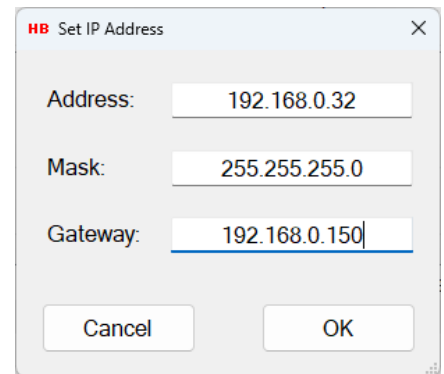 HB Set IP Address
Address: 192.168.0.32
Mask: 255.255.255.0
Gateway: 192.168.0.150
Cancel OK